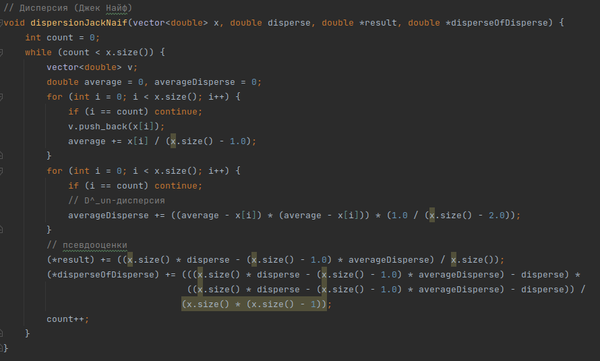 // Дисперсия (Джек Найф)
void dispersionJackNaif(vector<double> x, double disperse, double *result, double *disperseOfDisperse) {
int count = 0;
while (count < x.size()) {
vector<double> v;
double average = 0, averageDisperse = 0;
for (int i = 0; i < x.size(); i++) {
if (i == count) continue;
v.push_back(x[i]);
average += x[i] / (x.size() - 1.0);
}
for (int i = 0; i < x.size(); i++) {
if (i == count) continue;
// D^_un-дисперсия
averageDisperse += ((average - x[i]) * (average - x[i])) * (1.0 / (x.size() - 2.0));
}
// псевдооценки
(*result) += ((x.size() * disperse - (x.size() - 1.0) * averageDisperse) / x.size());
(*disperseOfDisperse) += (((x.size() * disperse - (x.size() - 1.0) * averageDisperse) - disperse) *
((x.size() * disperse - (x.size() - 1.0) * averageDisperse) - disperse)) /
(x.size() * (x.size() - 1));
count++;
}
}